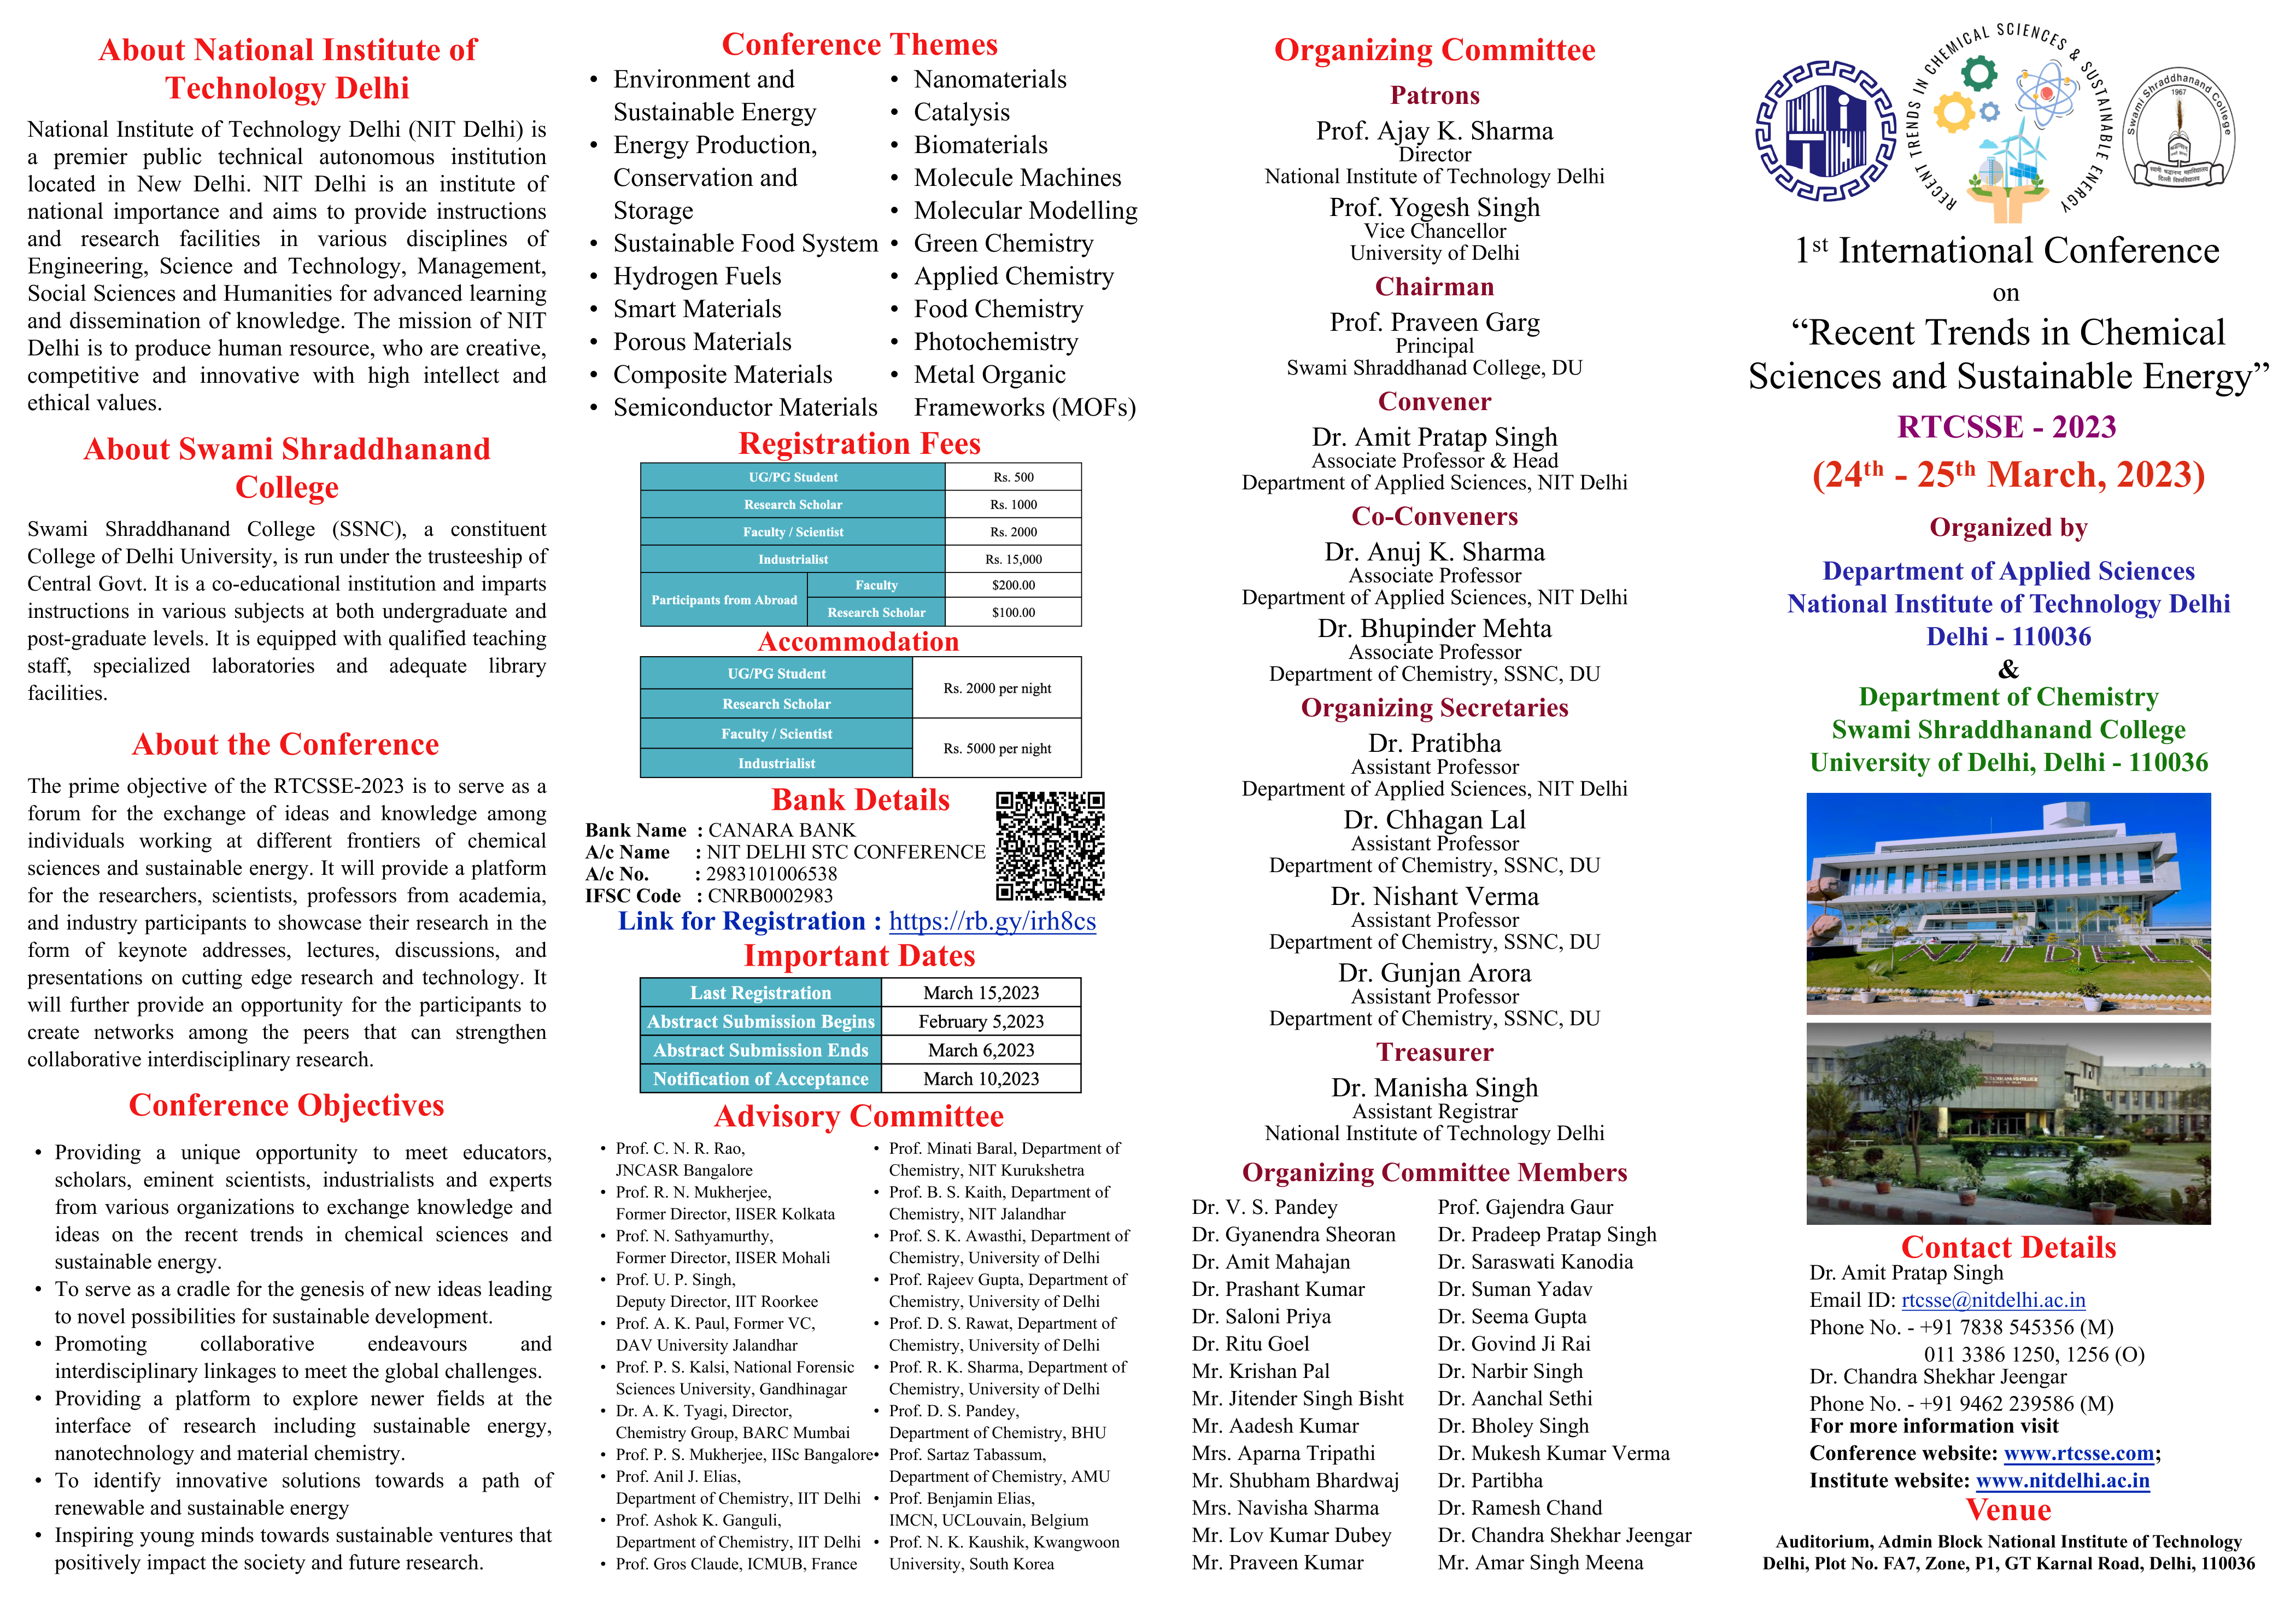 About National Institute of
Technology Delhi
National Institute of Technology Delhi (NIT Delhi) is
a premier public technical autonomous institution
located in New Delhi. NIT Delhi is an institute of
national importance and aims to provide instructions
and research facilities in various disciplines of
Engineering, Science and Technology, Management,
Social Sciences and Humanities for advanced learning
and dissemination of knowledge. The mission of NIT
Delhi is to produce human resource, who are creative,
competitive and innovative with high intellect and
ethical values.
About Swami Shraddhanand
College
Swami Shraddhanand College (SSNC), a constituent
College of Delhi University, is run under the trusteeship of
Central Govt. It is a co-educational institution and imparts
instructions in various subjects at both undergraduate and
post-graduate levels. It is equipped with qualified teaching
staff, specialized laboratories and adequate library
facilities.
About the Conference
The prime objective of the RTCSSE-2023 is to serve as a
forum for the exchange of ideas and knowledge among
individuals working at different frontiers of chemical
sciences and sustainable energy. It will provide a platform
for the researchers, scientists, professors from academia,
and industry participants to showcase their research in the
form of keynote addresses, lectures, discussions, and
presentations on cutting edge research and technology. It
will further provide an opportunity for the participants to
create networks among the peers that can strengthen
collaborative interdisciplinary research.
Conference Objectives
• Providing a unique opportunity to meet educators,
scholars, eminent scientists, industrialists and experts
from various organizations to exchange knowledge and
ideas on the recent trends in chemical sciences and
sustainable energy.
• To serve as a cradle for the genesis of new ideas leading
to novel possibilities for sustainable development.
• Promoting collaborative endeavours and
interdisciplinary linkages to meet the global challenges.
• Providing a platform to explore newer fields at the
interface of research including sustainable energy,
nanotechnology and material chemistry.
• To identify innovative solutions towards a path of
renewable and sustainable energy
• Inspiring young minds towards sustainable ventures that
positively impact the society and future research.
Conference Themes
• Environment and
Sustainable Energy
• Energy Production,
Conservation and
Storage
• Sustainable Food System
• Hydrogen Fuels
• Smart Materials
• Porous Materials
• Composite Materials
• Semiconductor Materials
• Nanomaterials
• Catalysis
• Biomaterials
• Molecule Machines
• Molecular Modelling
• Green Chemistry
• Applied Chemistry
• Food Chemistry
• Photochemistry
• Metal Organic
Frameworks (MOFs)
Registration Fees
UG/PG Student Rs. 500
Research Scholar Rs. 1000
Faculty / Scientist Rs. 2000
Industrialist Rs. 15,000
Participants from Abroad
Faculty $200.00
Research Scholar $100.00
Accommodation
UG/PG Student
Research Scholar
Rs. 2000 per night
Faculty / Scientist
Industrialist
Rs. 5000 per night
Bank Details
Bank Name : CANARA BANK
A/c Name : NIT DELHI STC CONFERENCE
A/c No. : 2983101006538
IFSC Code : CNRB0002983
Link for Registration : https://rb.gy/irh8cs
Important Dates
Last Registration March 15,2023
Abstract Submission Begins February 5,2023
Abstract Submission Ends March 6,2023
Notification of Acceptance March 10,2023
Advisory Committee
• Prof. C. N. R. Rao,
JNCASR Bangalore
• Prof. R. N. Mukherjee,
Former Director, IISER Kolkata
• Prof. N. Sathyamurthy,
Former Director, IISER Mohali
• Prof. U. P. Singh,
Deputy Director, IIT Roorkee
• Prof. A. K. Paul, Former VC,
DAV University Jalandhar
• Prof. P. S. Kalsi, National Forensic
Sciences University, Gandhinagar
• Dr. A. K. Tyagi, Director,
Chemistry Group, BARC Mumbai
• Prof. P. S. Mukherjee, IISc Bangalore
• Prof. Anil J. Elias,
Department of Chemistry, IIT Delhi
• Prof. Ashok K. Ganguli,
Department of Chemistry, IIT Delhi
• Prof. Gros Claude, ICMUB, France
• Prof. Minati Baral, Department of
Chemistry, NIT Kurukshetra
• Prof. B. S. Kaith, Department of
Chemistry, NIT Jalandhar
• Prof. S. K. Awasthi, Department of
Chemistry, University of Delhi
• Prof. Rajeev Gupta, Department of
Chemistry, University of Delhi
• Prof. D. S. Rawat, Department of
Chemistry, University of Delhi
• Prof. R. K. Sharma, Department of
Chemistry, University of Delhi
• Prof. D. S. Pandey,
Department of Chemistry, BHU
• Prof. Sartaz Tabassum,
Department of Chemistry, AMU
• Prof. Benjamin Elias,
IMCN, UCLouvain, Belgium
• Prof. N. K. Kaushik, Kwangwoon
University, South Korea
Organizing Committee
Patrons
Prof. Ajay K. Sharma
Director
National Institute of Technology Delhi
Prof. Yogesh Singh
Vice Chancellor
University of Delhi
Chairman
Prof. Praveen Garg
Principal
Swami Shraddhanad College, DU
Convener
Dr. Amit Pratap Singh
Associate Professor & Head
Department of Applied Sciences, NIT Delhi
Co-Conveners
Dr. Anuj K. Sharma
Associate Professor
Department of Applied Sciences, NIT Delhi
Dr. Bhupinder Mehta
Associate Professor
Department of Chemistry, SSNC, DU
Organizing Secretaries
Dr. Pratibha
Assistant Professor
Department of Applied Sciences, NIT Delhi
Dr. Chhagan Lal
Assistant Professor
Department of Chemistry, SSNC, DU
Dr. Nishant Verma
Assistant Professor
Department of Chemistry, SSNC, DU
Dr. Gunjan Arora
Assistant Professor
Department of Chemistry, SSNC, DU
Treasurer
Dr. Manisha Singh
Assistant Registrar
National Institute of Technology Delhi
Organizing Committee Members
Dr. V. S. Pandey
Dr. Gyanendra Sheoran
Dr. Amit Mahajan
Dr. Prashant Kumar
Dr. Saloni Priya
Dr. Ritu Goel
Mr. Krishan Pal
Mr. Jitender Singh Bisht
Mr. Aadesh Kumar
Mrs. Aparna Tripathi
Mr. Shubham Bhardwaj
Mrs. Navisha Sharma
Mr. Lov Kumar Dubey
Mr. Praveen Kumar
Prof. Gajendra Gaur
Dr. Pradeep Pratap Singh
Dr. Saraswati Kanodia
Dr. Suman Yadav
Dr. Seema Gupta
Dr. Govind Ji Rai
Dr. Narbir Singh
Dr. Aanchal Sethi
Dr. Bholey Singh
Dr. Mukesh Kumar Verma
Dr. Partibha
Dr. Ramesh Chand
Dr. Chandra Shekhar Jeengar
Mr. Amar Singh Meena
RECENT TRENDS IN CHEMICAL SCIENCES & SUSTAINABLE ENERGY
Swami Shraddhanand College
1967
1st International Conference
on
“Recent Trends in Chemical
Sciences and Sustainable Energy”
RTCSSE - 2023
(24th - 25th March, 2023)
Organized by
Department of Applied Sciences
National Institute of Technology Delhi
Delhi - 110036
&
Department of Chemistry
Swami Shraddhanand College
University of Delhi, Delhi - 110036
NIT DEL
Contact Details
Dr. Amit Pratap Singh
Email ID: rtcsse@nitdelhi.ac.in
Phone No. - +91 7838 545356 (M)
011 3386 1250, 1256 (O)
Dr. Chandra Shekhar Jeengar
Phone No. - +91 9462 239586 (M)
For more information visit
Conference website: www.rtcsse.com;
Institute website: www.nitdelhi.ac.in
Venue
Auditorium, Admin Block National Institute of Technology
Delhi, Plot No. FA7, Zone, P1, GT Karnal Road, Delhi, 110036